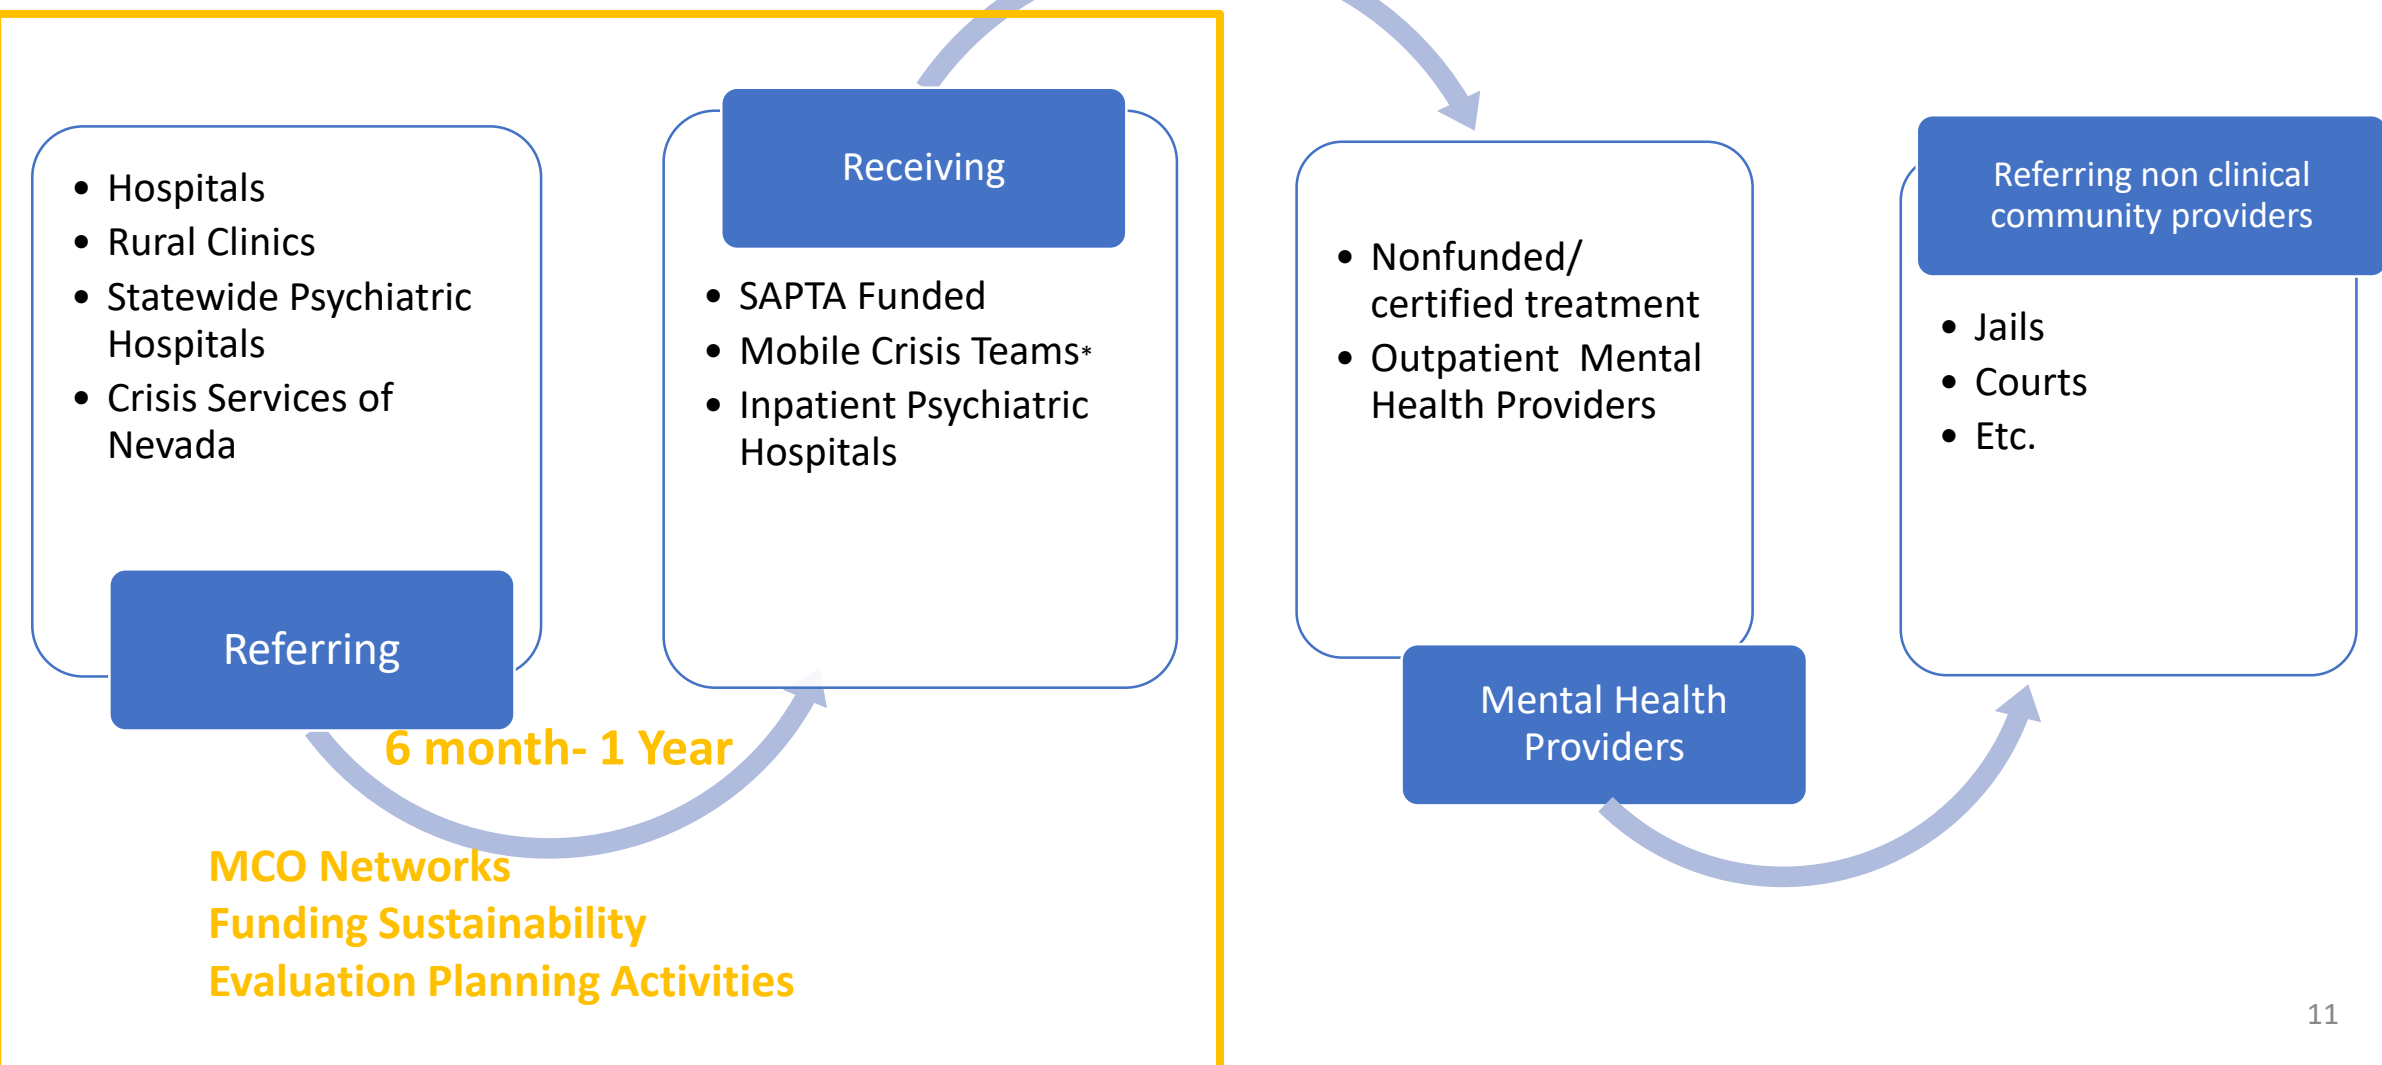 • Hospitals
• Rural Clinics
• Statewide Psychiatric
Hospitals
• Crisis Services of
Nevada
Referring
Receiving
• SAPTA Funded
• Mobile Crisis Teams*
• Inpatient Psychiatric
Hospitals
6 month- 1 Year
MCO Networks
Funding Sustainability
Evaluation Planning Activities
• Nonfunded/
certified treatment
• Outpatient  Mental
Health Providers
Mental Health
Providers
Referring non clinical
community providers
• Jails
• Courts
• Etc.
11